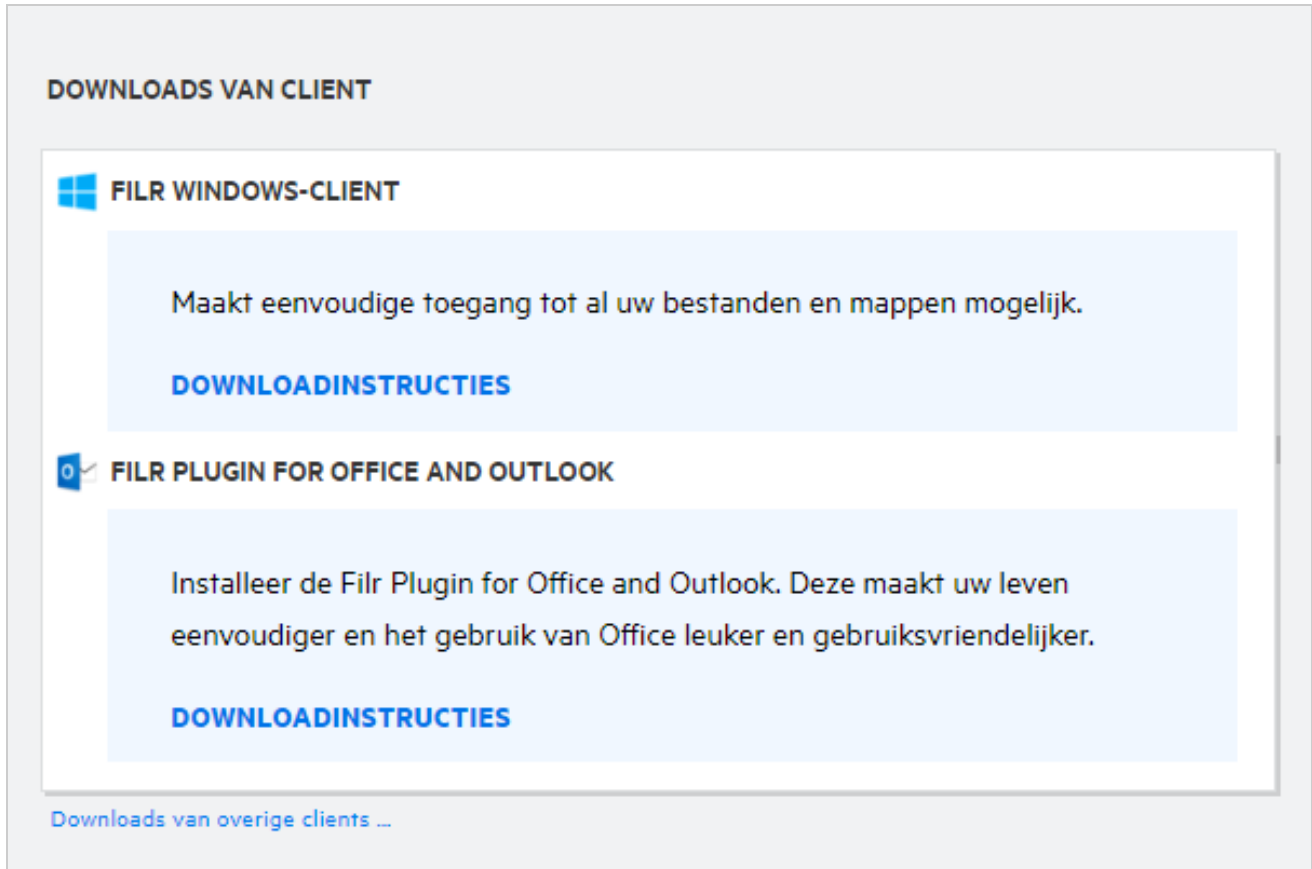 DOWNLOADS VAN CLIENT
FILR WINDOWS-CLIENT
Maakt eenvoudige toegang tot al uw bestanden en mappen mogelijk.
DOWNLOADINSTRUCTIES
FILR PLUGIN FOR OFFICE AND OUTLOOK
Installeer de Filr Plugin for Office and Outlook. Deze maakt uw leven
eenvoudiger en het gebruik van Office leuker en gebruiksvriendelijker.
DOWNLOADINSTRUCTIES
Downloads van overige clients ...